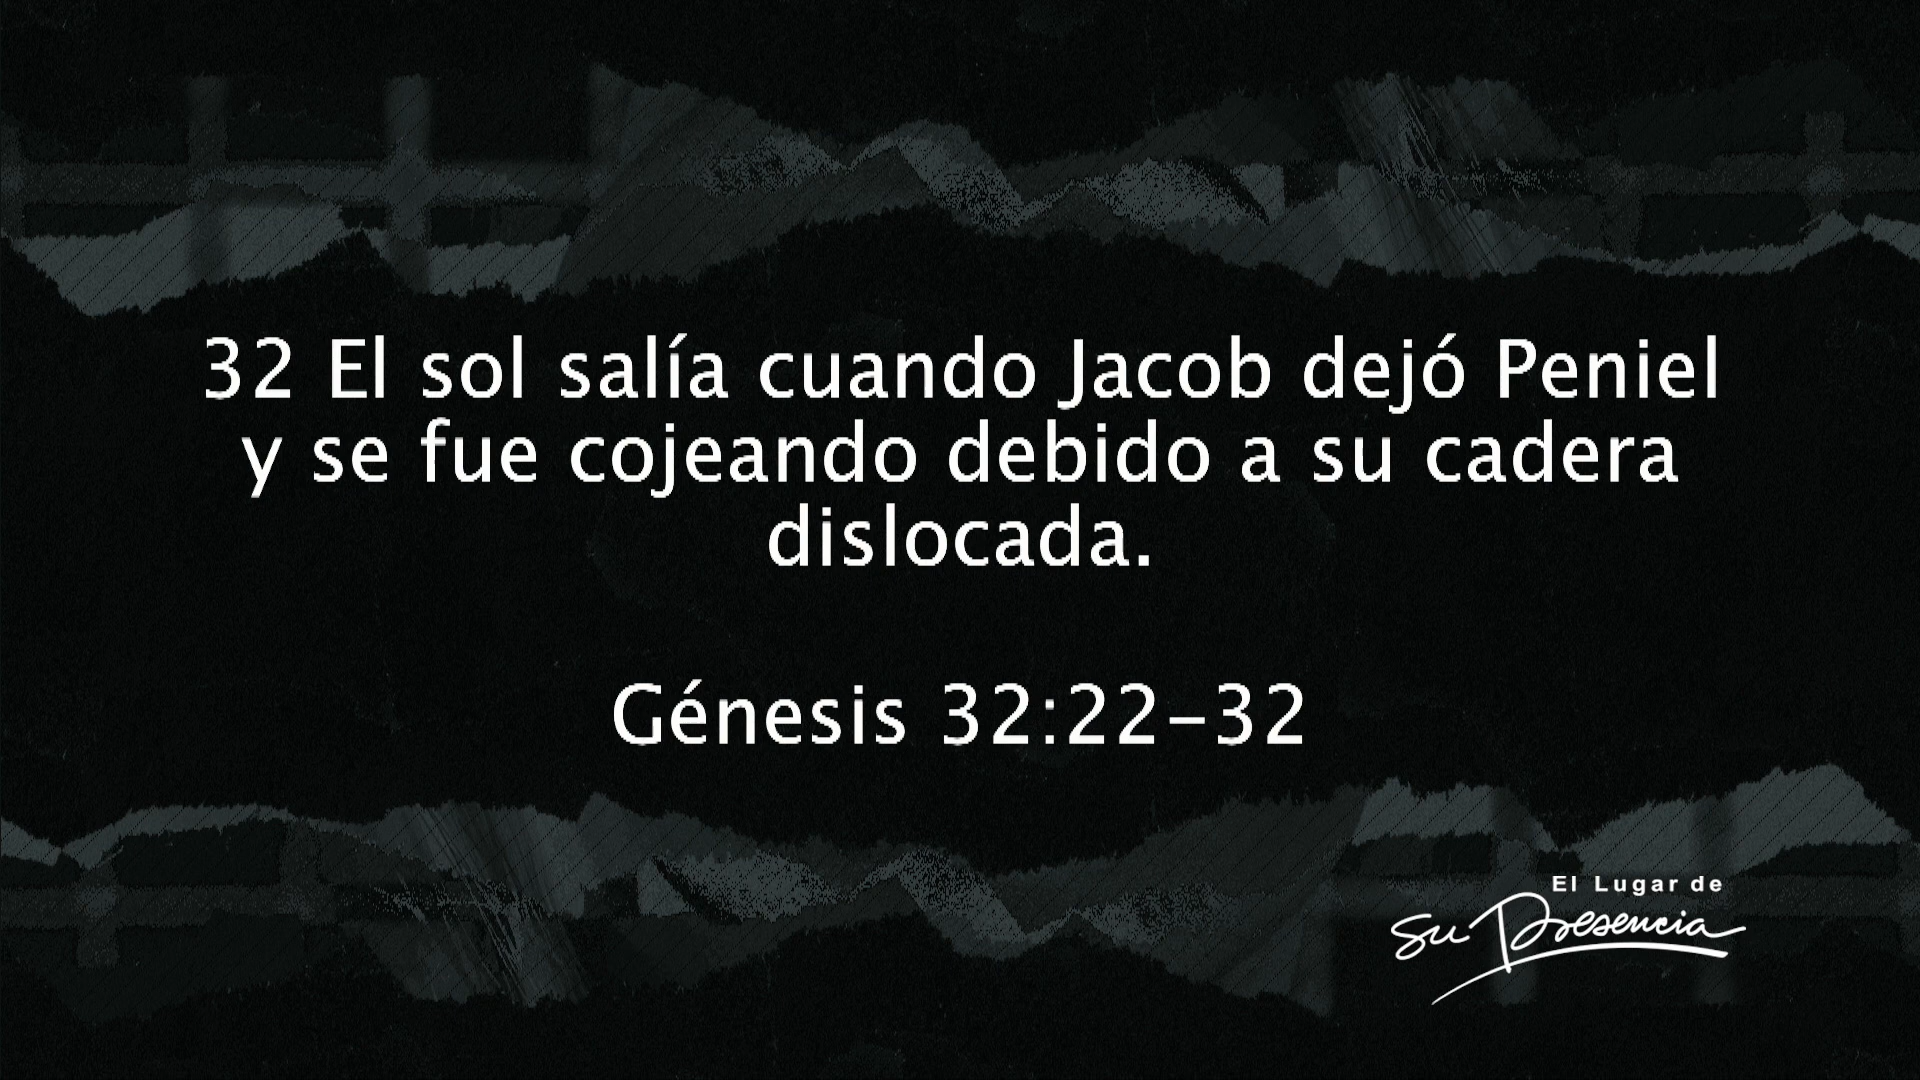 32 El sol salía cuando Jacob dejó Peniel
y se fue cojeando debido a su cadera
dislocada.
Génesis 32:22-32
El Lugar de
Su Presencia